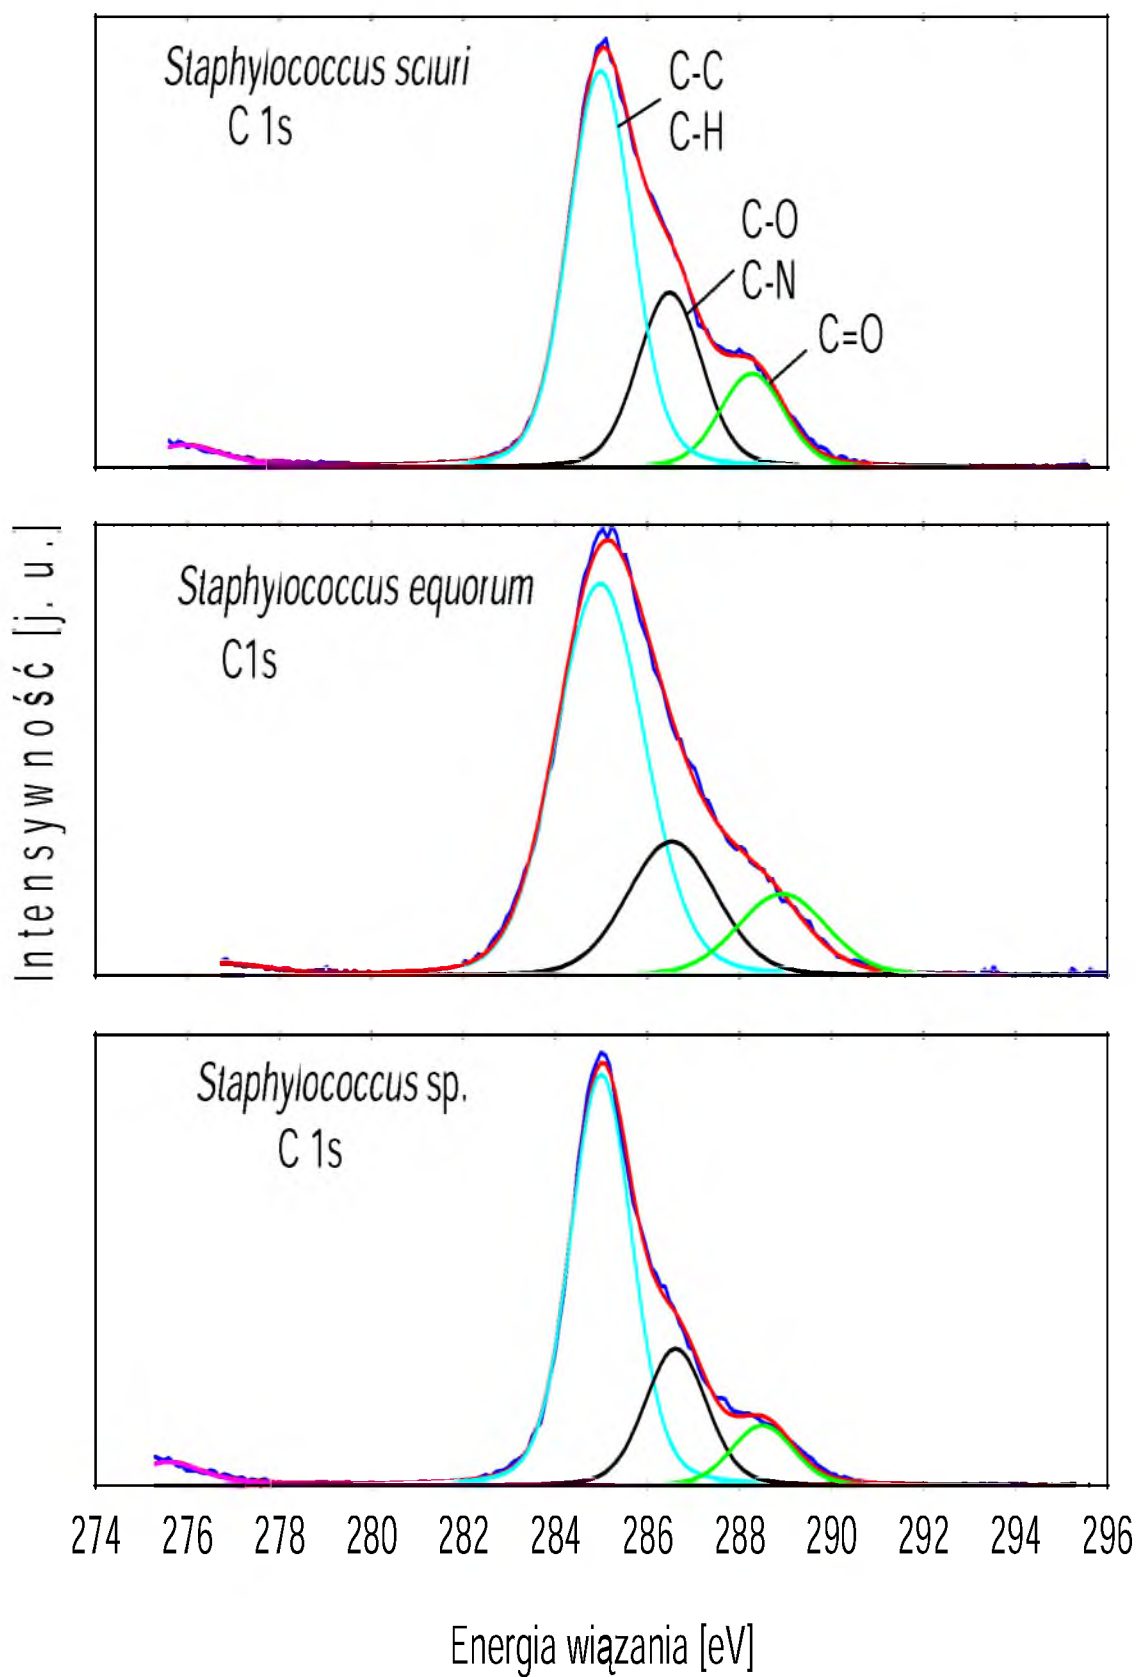 Staphylococcus sciuri
C 1s
C-C
C-H
C-O
C-N
C=O
Intensywność [j. u.]
Staphylococcus equorum
C1s
Staphylococcus sp.
C 1s
274 276 278 280 282 284 286 288 290 292 294 296
Energia wiązania [eV]